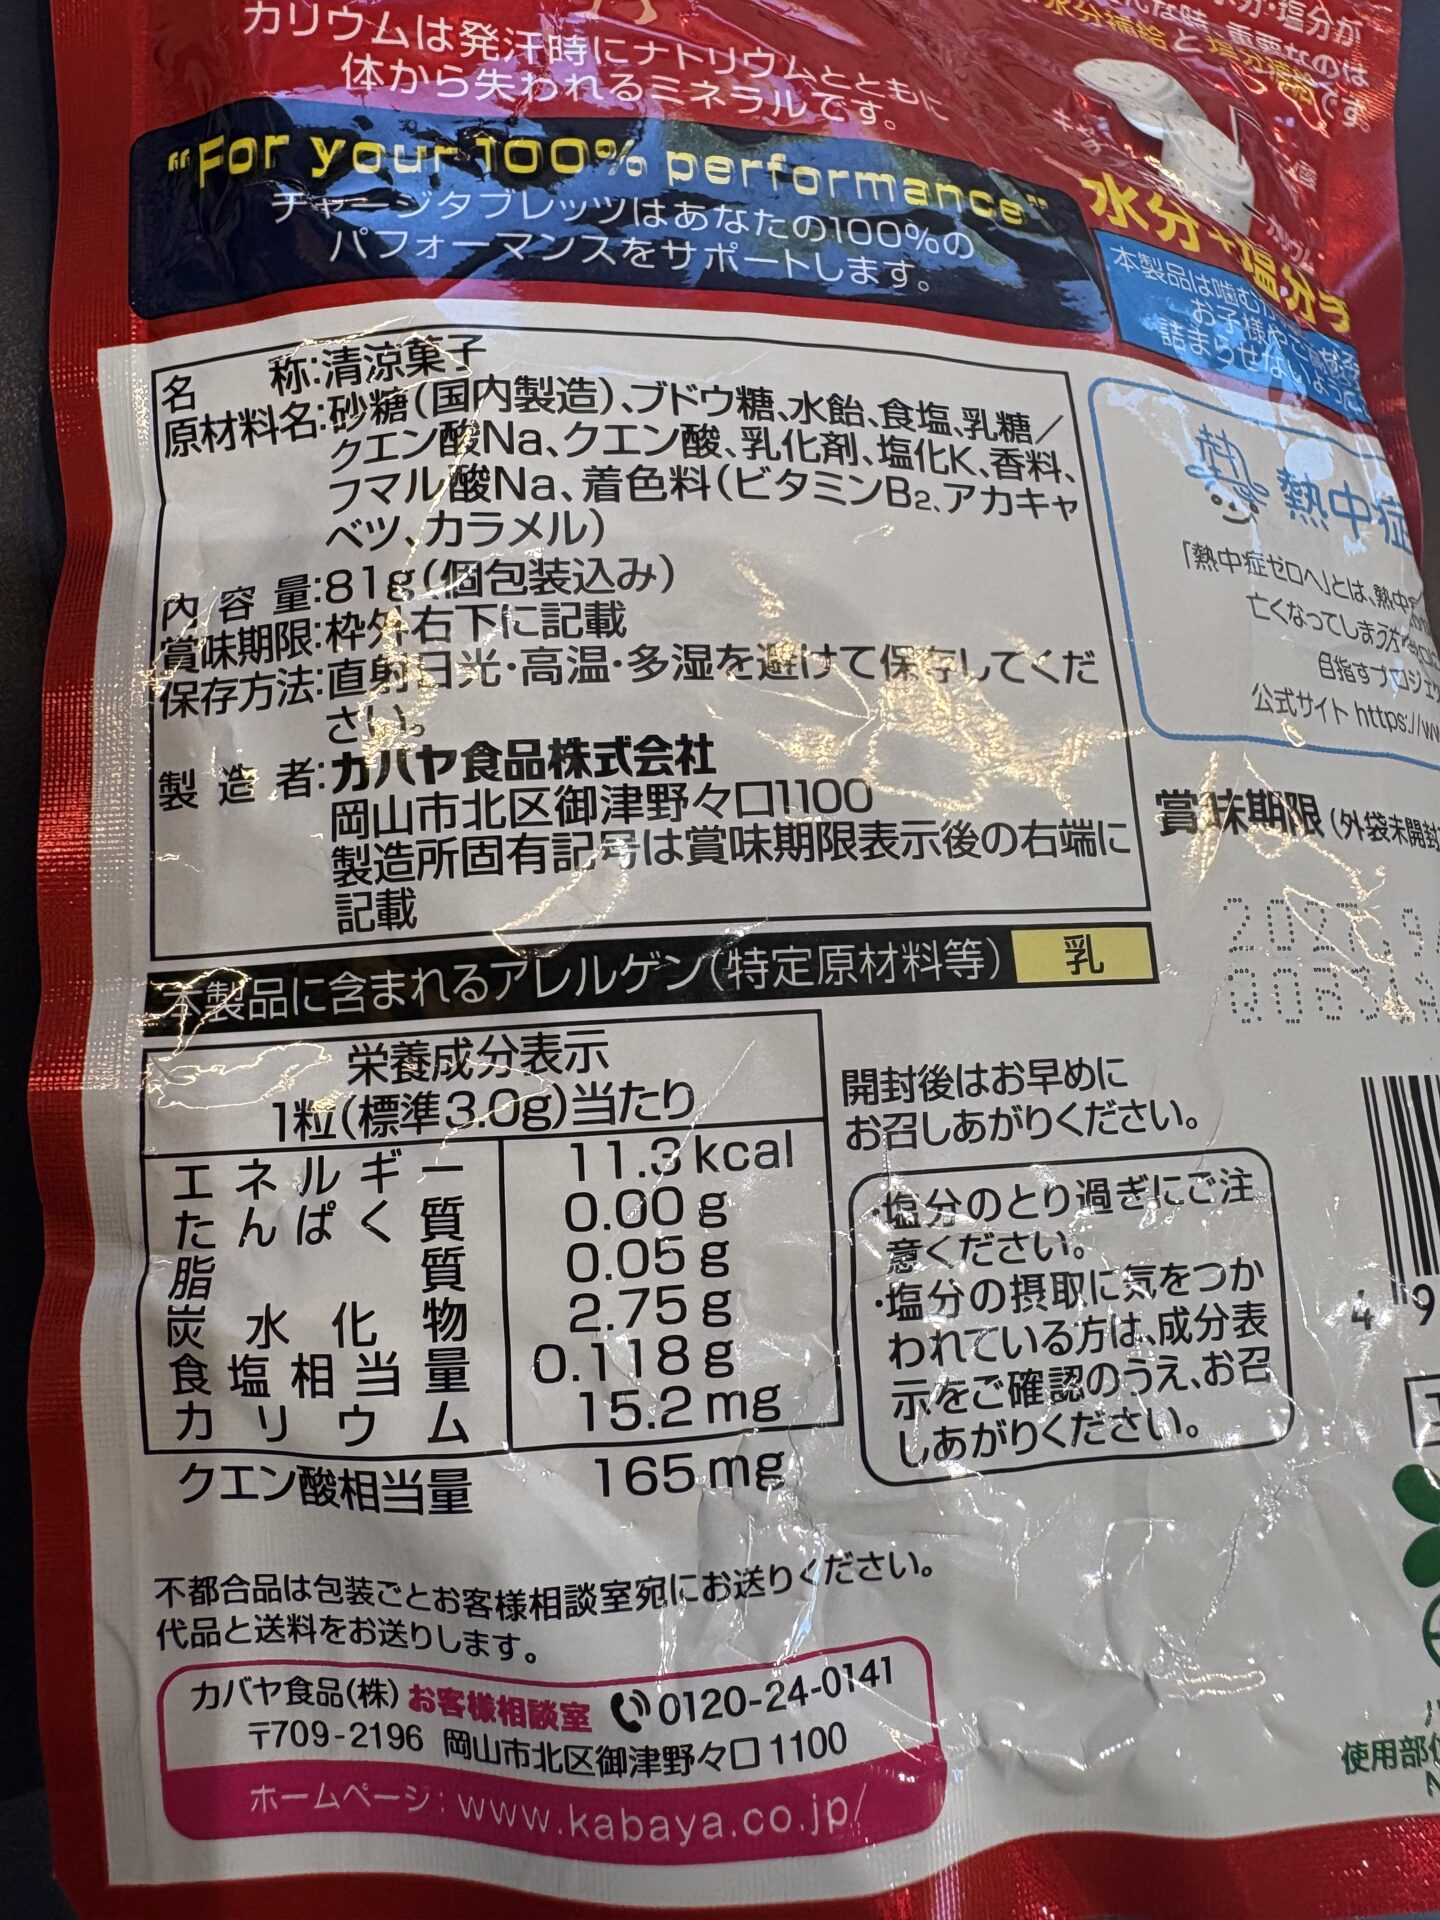 カリウムは発汗時にナトリウムとともに
体から失われるミネラルです。
"For your 100% performance"
チャージタブレッツはあなたの100%の
パフォーマンスをサポートします。
水分補給と
水分+塩分
本製品は噛む
お子様や
詰まらせないように
名 称:清涼菓子
原材料名:砂糖(国内製造)、ブドウ糖、水飴、食塩、乳糖/
クエン酸Na、クエン酸、乳化剤、塩化K、香料、
フマル酸Na、着色料(ビタミンB2、アカキャ
ベツ、カラメル)
内 容 量:81g(個包装込み)
賞味期限:枠外右下に記載
保存方法:直射日光・高温・多湿を避けて保存してくだ
さい。
製 造 者:カバヤ食品株式会社
岡山市北区御津野々口1100
製造所固有記号は賞味期限表示後の右端に
記載
本製品に含まれるアレルゲン(特定原材料等) 乳
熱中症
「熱中症ゼロへ」とは、熱中
亡くなってしまう方
目指すプロジェク
公式サイト https://w
賞味期限(外袋未開封
栄養成分表示
1粒(標準3.0g)当たり
エネルギー 11.3kcal
たんぱく質 0.00g
脂質 0.05g
炭水化物 2.75g
食塩相当量 0.118g
カリウム 15.2mg
クエン酸相当量 165mg
開封後はお早めに
お召しあがりください。
・塩分のとり過ぎにご注
意ください。
・塩分の摂取に気をつか
われている方は、成分表
示をご確認のうえ、お召
しあがりください。
4 9
不都合品は包装ごとお客様相談室宛にお送りください。
代品と送料をお送りします。
カバヤ食品(株) お客様相談室 0120-24-0141
〒709-2196 岡山市北区御津野々口1100
ホームページ:www.kabaya.co.jp/
使用部